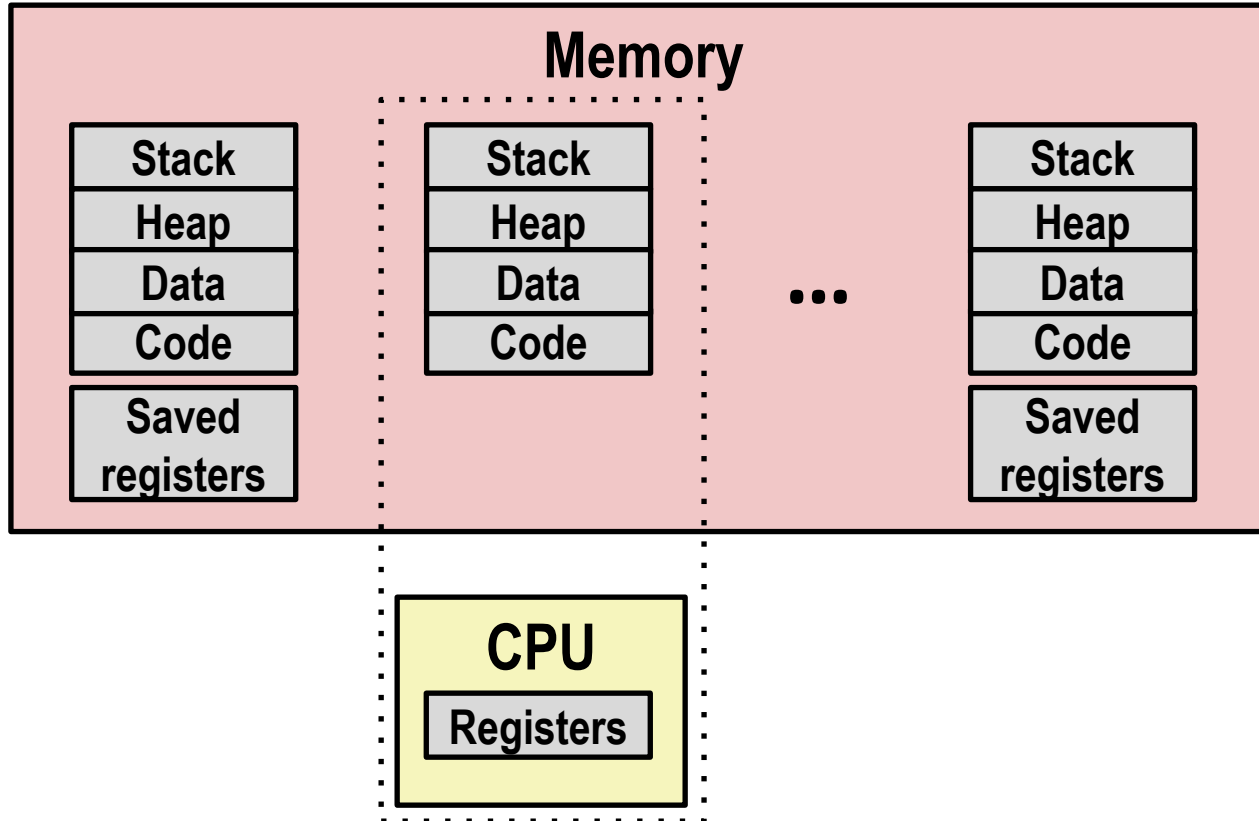 Memory
Stack
Heap
Data
Code
Saved
registers
Stack
Heap
Data
Code
...
Stack
Heap
Data
Code
Saved
registers
CPU
Registers